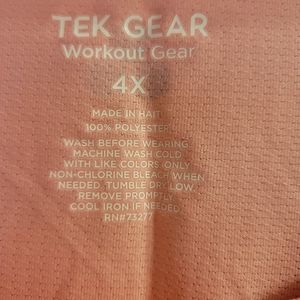 TEK GEAR
Workout Gear
4X
MADE IN HAITI
100% POLYESTER
WASH BEFORE WEARING
MACHINE WASH COLD
WITH LIKE COLORS. ONLY
NON-CHLORINE BLEACH WHEN
NEEDED. TUMBLE DRY LOW.
REMOVE PROMPTLY.
COOL IRON IF NEEDED.
RN#73277